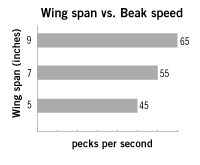 Wing span vs. Beak speed
Wing span (inches)
9
65
7
55
5
45
pecks per second